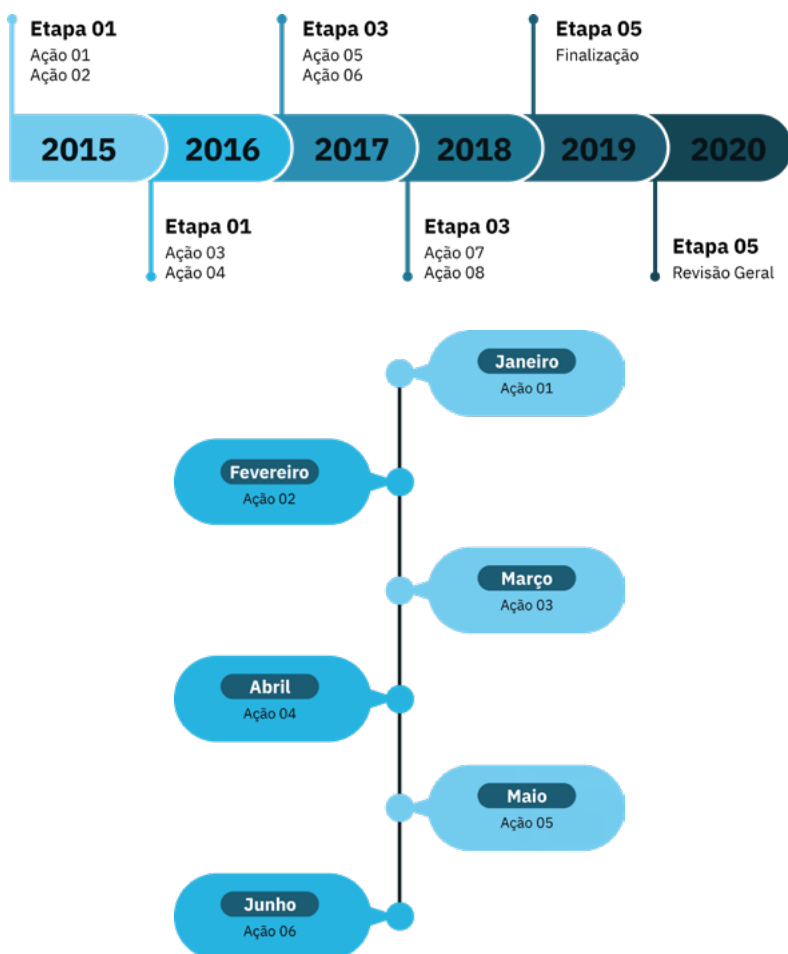 Etapa 01
Ação 01
Ação 02
Etapa 03
Ação 05
Ação 06
Etapa 05
Finalização
2015
2016
2017
2018
2019
2020
Etapa 01
Ação 03
Ação 04
Etapa 03
Ação 07
Ação 08
Etapa 05
Revisão Geral
Janeiro
Ação 01
Fevereiro
Ação 02
Março
Ação 03
Abril
Ação 04
Maio
Ação 05
Junho
Ação 06